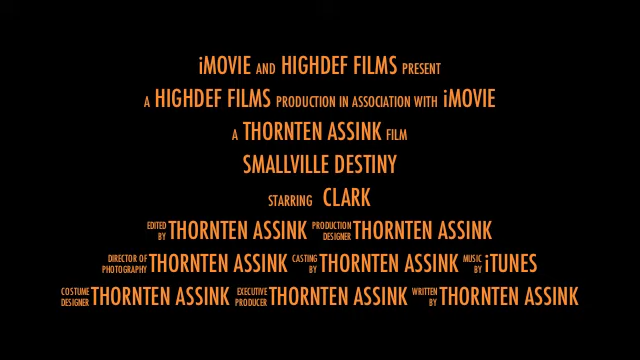 iMOVIE AND HIGHDEF FILMS PRESENT
A HIGHDEF FILMS PRODUCTION IN ASSOCIATION WITH iMOVIE
A THORNTEN ASSINK FILM
SMALLVILLE DESTINY
STARRING CLARK
EDITED BY THORNTEN ASSINK PRODUCTION DESIGNER THORNTEN ASSINK
DIRECTOR OF PHOTOGRAPHY THORNTEN ASSINK CASTING BY THORNTEN ASSINK MUSIC BY iTUNES
COSTUME DESIGNER THORNTEN ASSINK EXECUTIVE PRODUCER THORNTEN ASSINK WRITTEN BY THORNTEN ASSINK